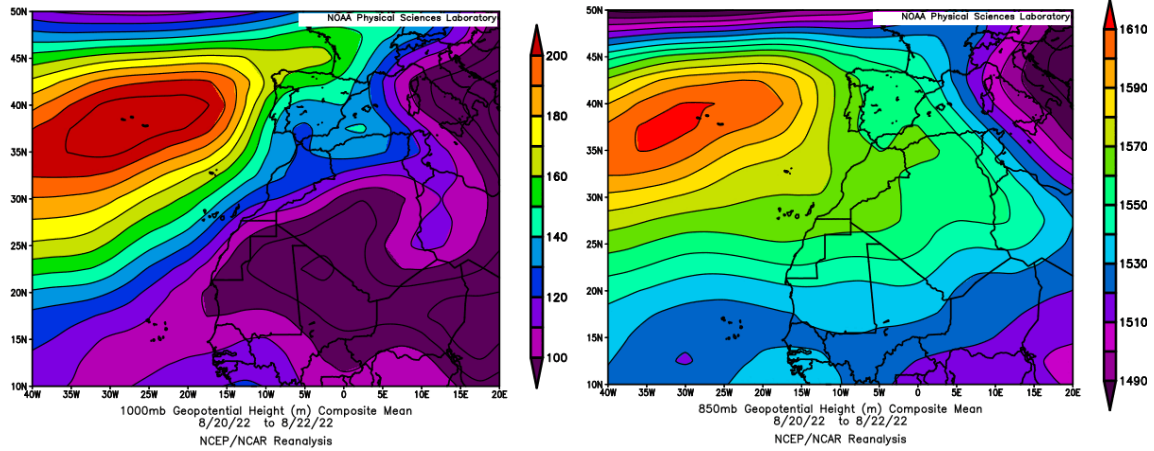 NOAA Physical Sciences Laboratory
50N
45N
40N
35N
30N
25N
20N
15N
10N
40W
35W
30W
25W
20W
15W
10W
5W
0
5E
10E
15E
20E
200
180
160
140
120
100
1000mb Geopotential Height (m) Composite Mean
8/20/22 to 8/22/22
NCEP/NCAR Reanalysis
NOAA Physical Sciences Laboratory
50N
45N
40N
35N
30N
25N
20N
15N
10N
40W
35W
30W
25W
20W
15W
10W
5W
0
5E
10E
15E
20E
1610
1590
1570
1550
1530
1510
1490
850mb Geopotential Height (m) Composite Mean
8/20/22 to 8/22/22
NCEP/NCAR Reanalysis